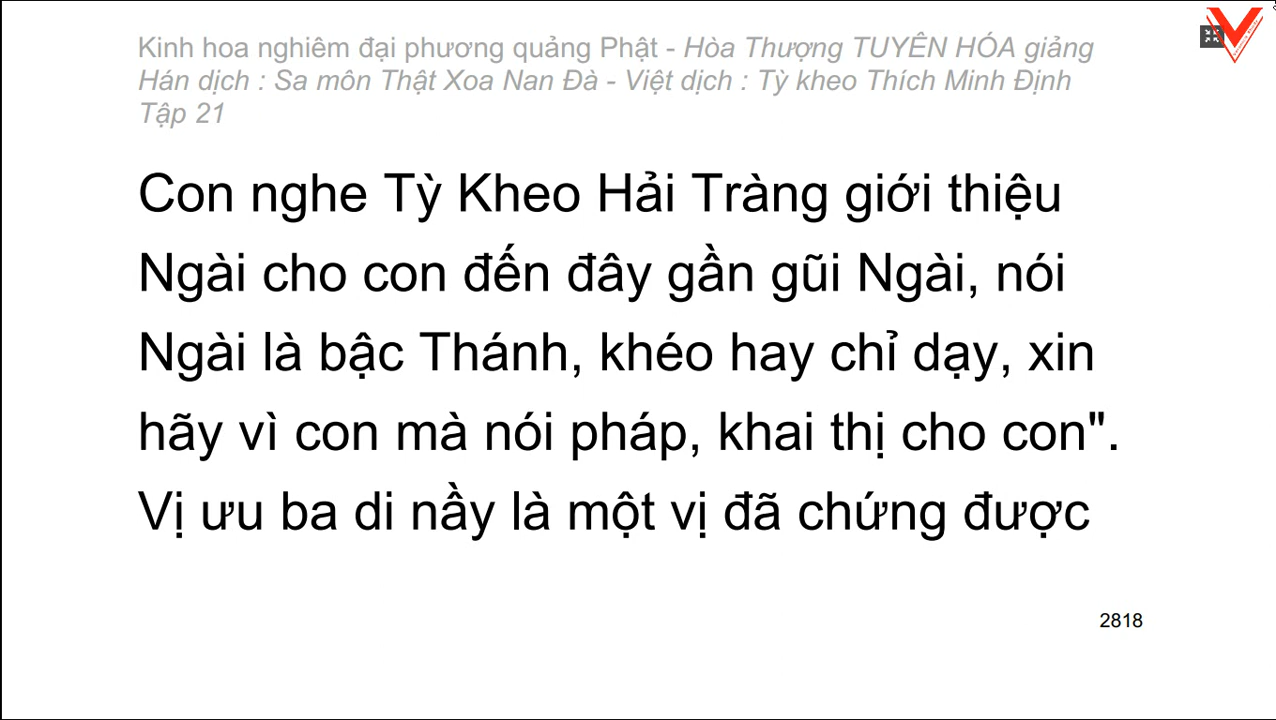 Kinh hoa nghiêm đại phương quảng Phật - Hòa Thượng TUYÊN HÓA giảng
Hán dịch : Sa môn Thật Xoa Nan Đà - Việt dịch : Tỳ kheo Thích Minh Định
Tập 21
Con nghe Tỳ Kheo Hải Tràng giới thiệu
Ngài cho con đến đây gần gũi Ngài, nói
Ngài là bậc Thánh, khéo hay chỉ dạy, xin
hãy vì con mà nói pháp, khai thị cho con".
Vị ưu ba di nầy là một vị đã chứng được
2818